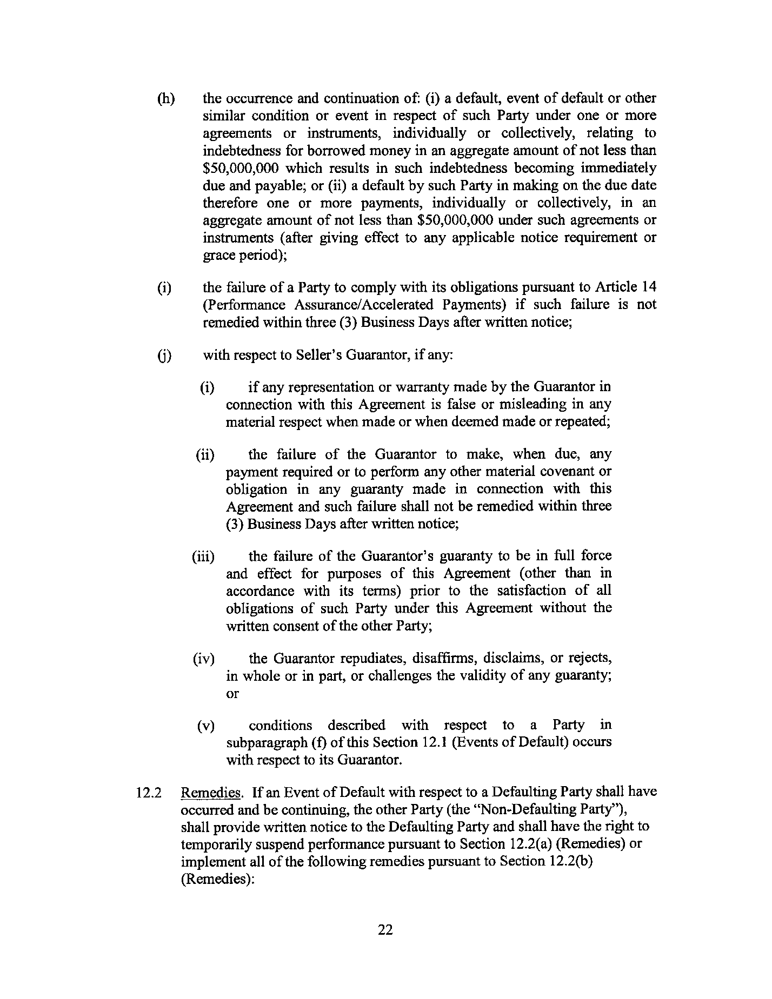 (h) the occurrence and continuation of: (i) a default, event of default or other
similar condition or event in respect of such Party under one or more
agreements or instruments, individually or collectively, relating to
indebtedness for borrowed money in an aggregate amount of not less than
$50,000,000 which results in such indebtedness becoming immediately
due and payable; or (ii) a default by such Party in making on the due date
therefore one or more payments, individually or collectively, in an
aggregate amount of not less than $50,000,000 under such agreements or
instruments (after giving effect to any applicable notice requirement or
grace period);
(i) the failure of a Party to comply with its obligations pursuant to Article 14
(Performance Assurance/Accelerated Payments) if such failure is not
remedied within three (3) Business Days after written notice;
(j) with respect to Seller's Guarantor, if any:
(i) if any representation or warranty made by the Guarantor in
connection with this Agreement is false or misleading in any
material respect when made or when deemed made or repeated;
(ii) the failure of the Guarantor to make, when due, any
payment required or to perform any other material covenant or
obligation in any guaranty made in connection with this
Agreement and such failure shall not be remedied within three
(3) Business Days after written notice;
(iii) the failure of the Guarantor's guaranty to be in full force
and effect for purposes of this Agreement (other than in
accordance with its terms) prior to the satisfaction of all
obligations of such Party under this Agreement without the
written consent of the other Party;
(iv) the Guarantor repudiates, disaffirms, disclaims, or rejects,
in whole or in part, or challenges the validity of any guaranty;
or
(v) conditions described with respect to a Party in
subparagraph (f) of this Section 12.1 (Events of Default) occurs
with respect to its Guarantor.
12.2 Remedies. If an Event of Default with respect to a Defaulting Party shall have
occurred and be continuing, the other Party (the "Non-Defaulting Party"),
shall provide written notice to the Defaulting Party and shall have the right to
temporarily suspend performance pursuant to Section 12.2(a) (Remedies) or
implement all of the following remedies pursuant to Section 12.2(b)
(Remedies):
22